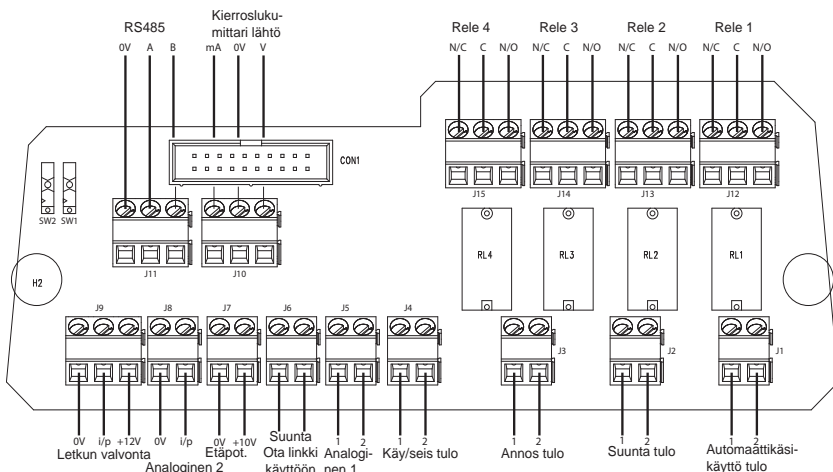 RS485
Kierrosluku-
mittari lähtö
Rele 4
Rele 3
Rele 2
Rele 1
0V A B
mA 0V V
N/C C N/O
N/C C N/O
N/C C N/O
N/C C N/O
CON1
SW2 SW1
J15
J14
J13
J12
J11
J10
RL4
RL3
RL2
RL1
H2
J9
J8
J7
J6
J5
J4
J3
J2
J1
0V i/p +12V
0V i/p
0V +10V
1 2
1 2
1 2
1 2
1 2
Letkun valvonta
Analoginen 2
Etäpot.
Suunta
Ota linkki
käyttöön
Analogi-
nen 1
Käy/seis tulo
Annos tulo
Suunta tulo
Automaattikäsi-
käyttö tulo